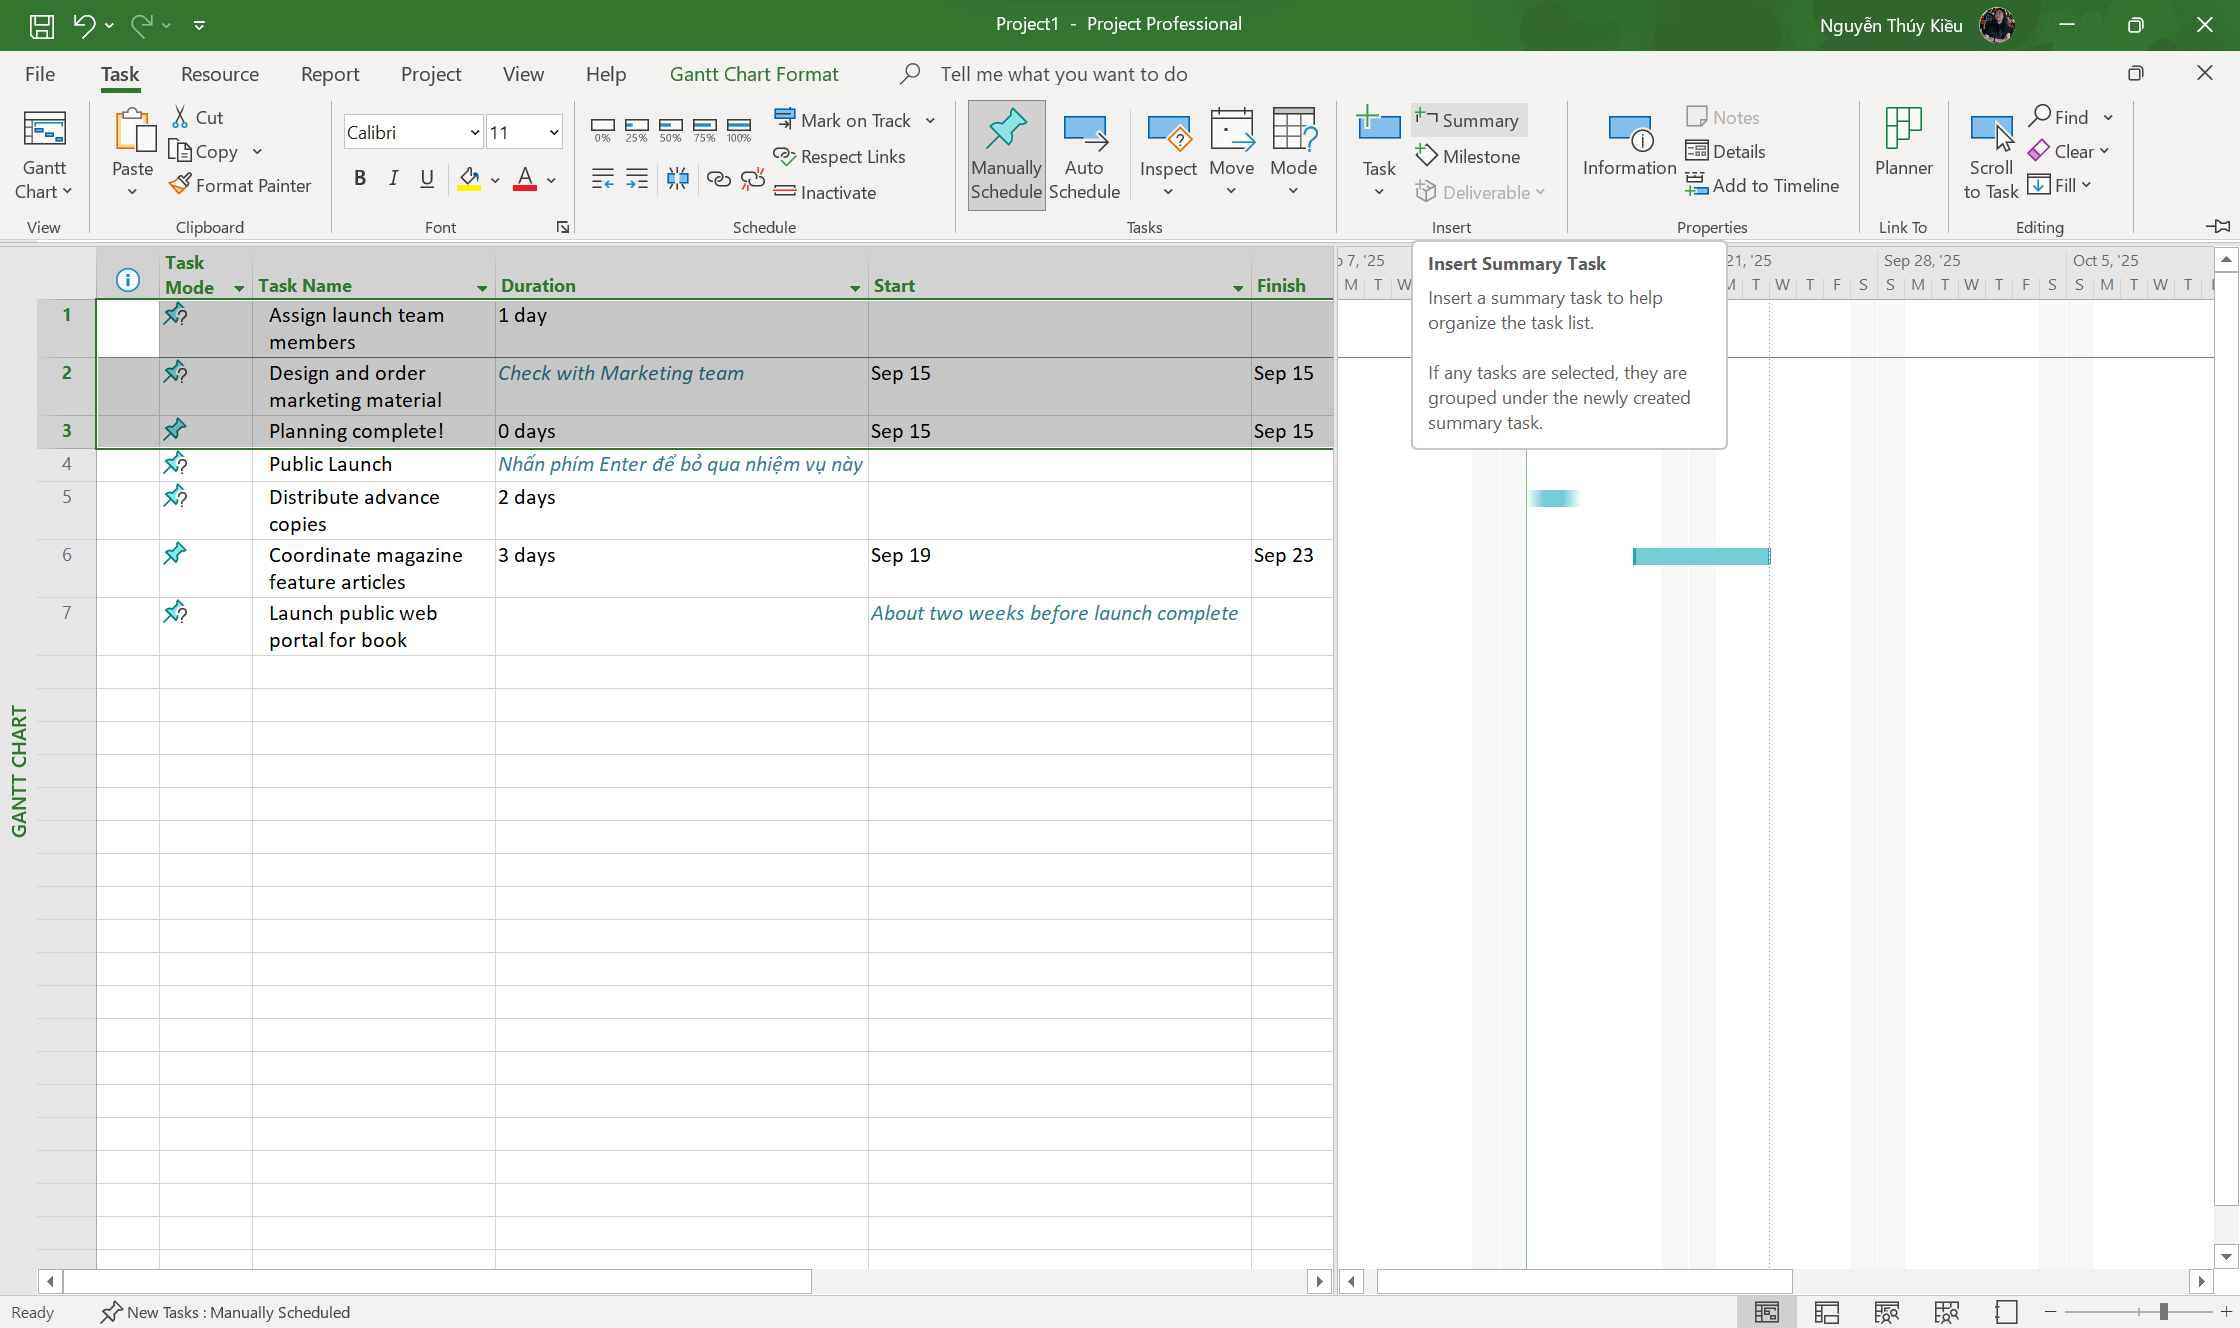 Project1 - Project Professional
Nguyễn Thúy Kiều
File Task Resource Report Project View Help Gantt Chart Format Tell me what you want to do
Gantt Chart
View
Paste
Cut
Copy
Format Painter
Clipboard
Calibri 11
B I U A
Font
0% 25% 50% 75% 100%
Mark on Track
Respect Links
Inactivate
Schedule
Manually Schedule
Auto Schedule
Inspect
Move
Mode
Tasks
Task
Summary
Milestone
Deliverable
Insert
Information
Notes
Details
Add to Timeline
Properties
Planner
Link To
Scroll to Task
Find
Clear
Fill
Editing
Task Mode Task Name Duration Start Finish
1 Assign launch team members 1 day
2 Design and order marketing material Check with Marketing team Sep 15 Sep 15
3 Planning complete! 0 days Sep 15 Sep 15
4 Public Launch Nhấn phím Enter để bỏ qua nhiệm vụ này
5 Distribute advance copies 2 days
6 Coordinate magazine feature articles 3 days Sep 19 Sep 23
7 Launch public web portal for book About two weeks before launch complete
7, '25 21, '25 Sep 28, '25 Oct 5, '25
M T W T W T F S S M T W T F S S M T W T
Insert Summary Task
Insert a summary task to help
organize the task list.
If any tasks are selected, they are
grouped under the newly created
summary task.
GANTT CHART
Ready New Tasks : Manually Scheduled